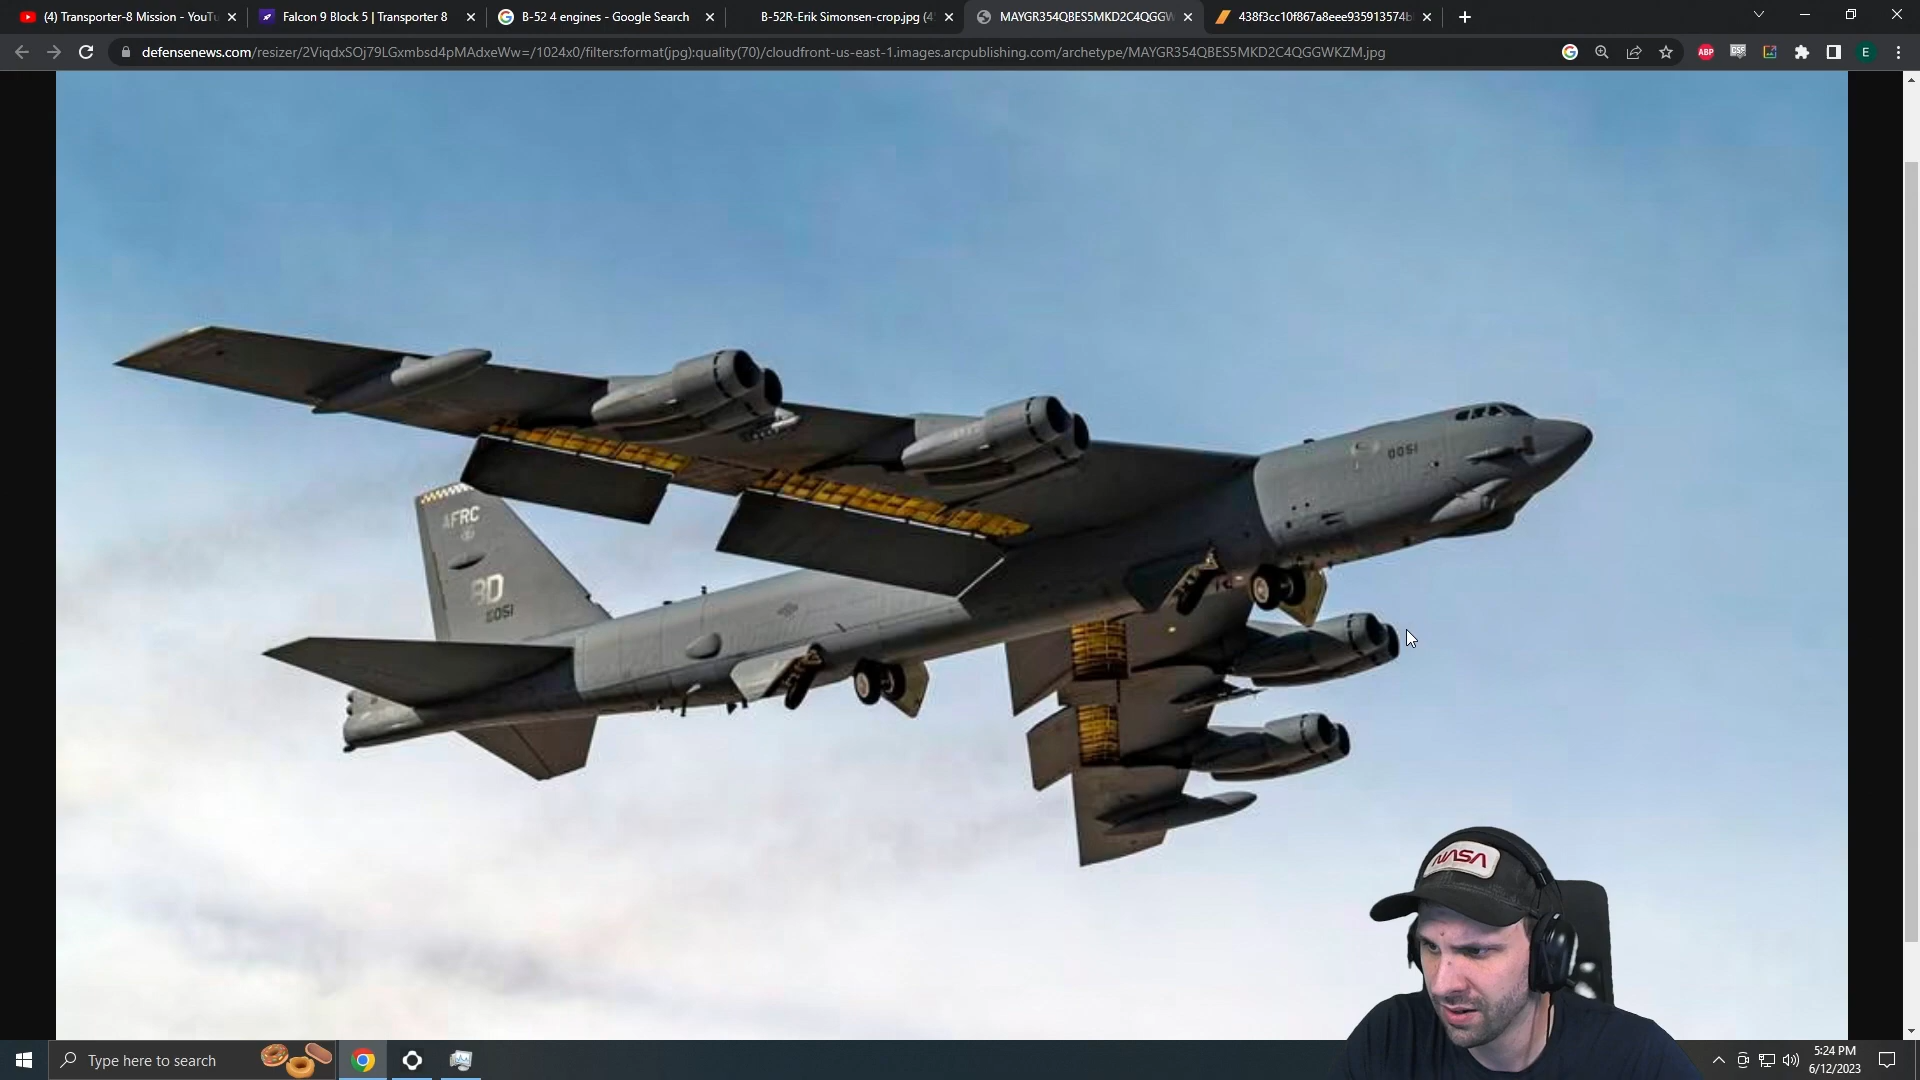 (4) Transporter-8 Mission - YouTu
Falcon 9 Block 5 | Transporter 8
B-52 4 engines - Google Search
B-52R-Erik Simonsen-crop.jpg (4
MAYGR354QBES5MKD2C4QGGW
438f3cc10f867a8eee935913574b
defensenews.com/resizer/2ViqdxSOj79LGxmbsd4pMAdxeWw=/1024x0/filters:format(jpg):quality(70)/cloudfront-us-east-1.images.arcpublishing.com/archetype/MAYGR354QBES5MKD2C4QGGWKZM.jpg
ABP
E
0051
AFRC
BD
0051
NASA
Type here to search
5:24 PM
6/12/2023